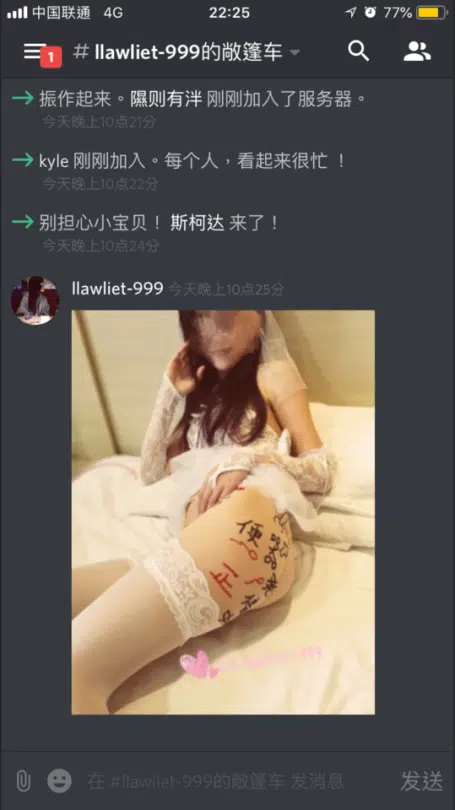 中国联通 4G 22:25 77%
1 # llawliet-999的敞篷车
振作起来。隰则有泮 刚刚加入了服务器。
今天晚上10点21分
kyle 刚刚加入。每个人，看起来很忙 ！
今天晚上10点22分
别担心小宝贝！ 斯柯达 来了！
今天晚上10点24分
llawliet-999 今天晚上10点25分
便
器
正
在 #llawliet-999的敞篷车 发消息 发送